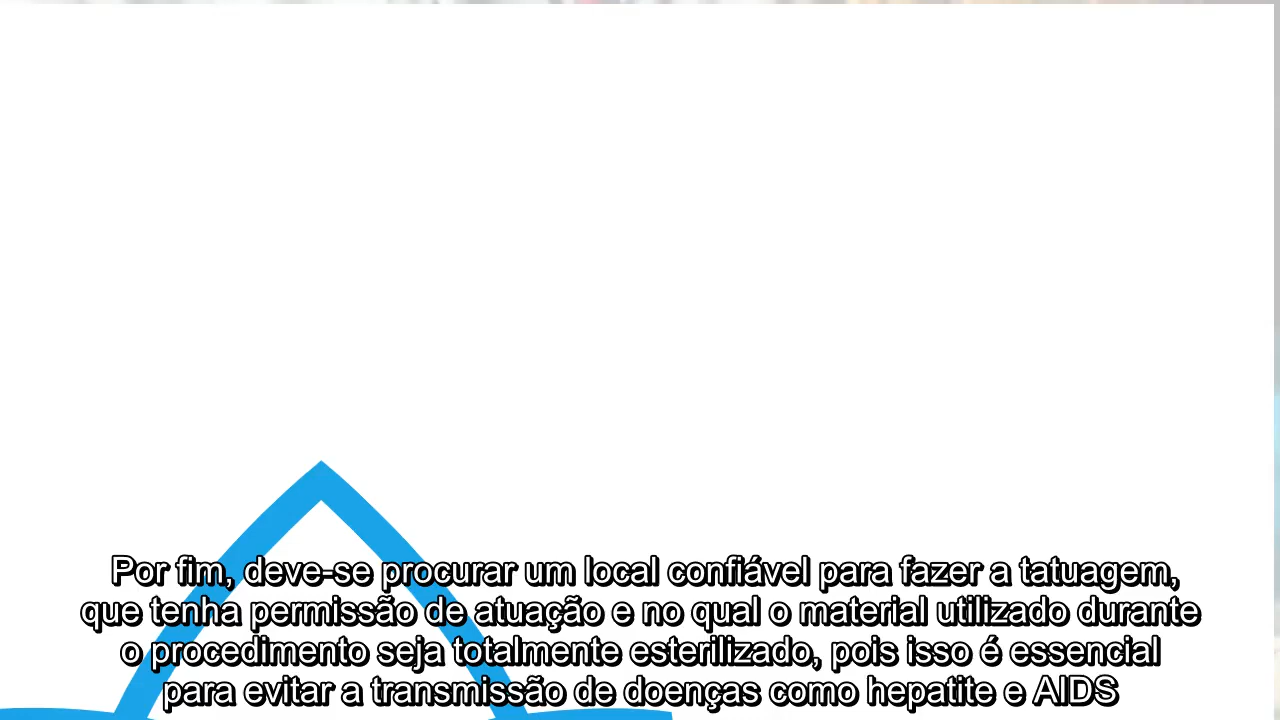 Por fim, deve-se procurar um local confiável para fazer a tatuagem,
que tenha permissão de atuação e no qual o material utilizado durante
o procedimento seja totalmente esterilizado, pois isso é essencial
para evitar a transmissão de doenças como hepatite e AIDS